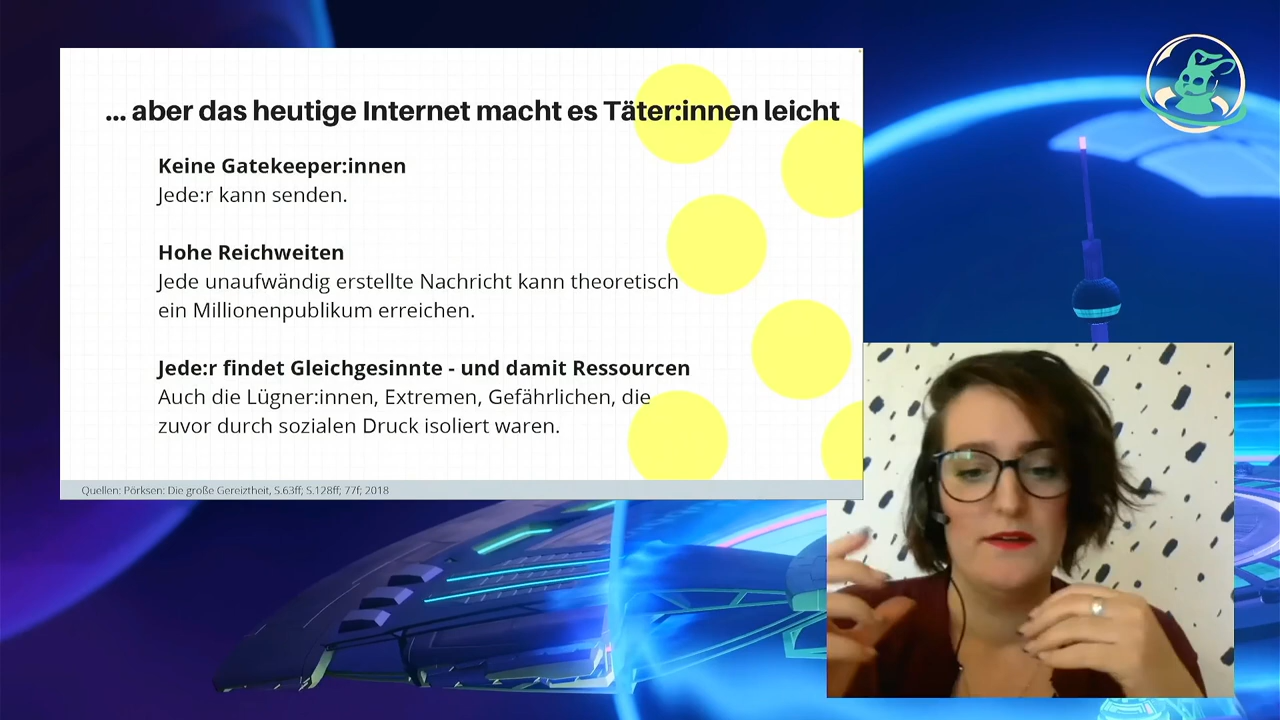 ... aber das heutige Internet macht es Täter:innen leicht
Keine Gatekeeper:innen
Jede:r kann senden.
Hohe Reichweiten
Jede unaufwändig erstellte Nachricht kann theoretisch
ein Millionenpublikum erreichen.
Jede:r findet Gleichgesinnte - und damit Ressourcen
Auch die Lügner:innen, Extremen, Gefährlichen, die
zuvor durch sozialen Druck isoliert waren.
Quellen: Pörksen: Die große Gereiztheit, S.63ff; S.128ff; 77f; 2018